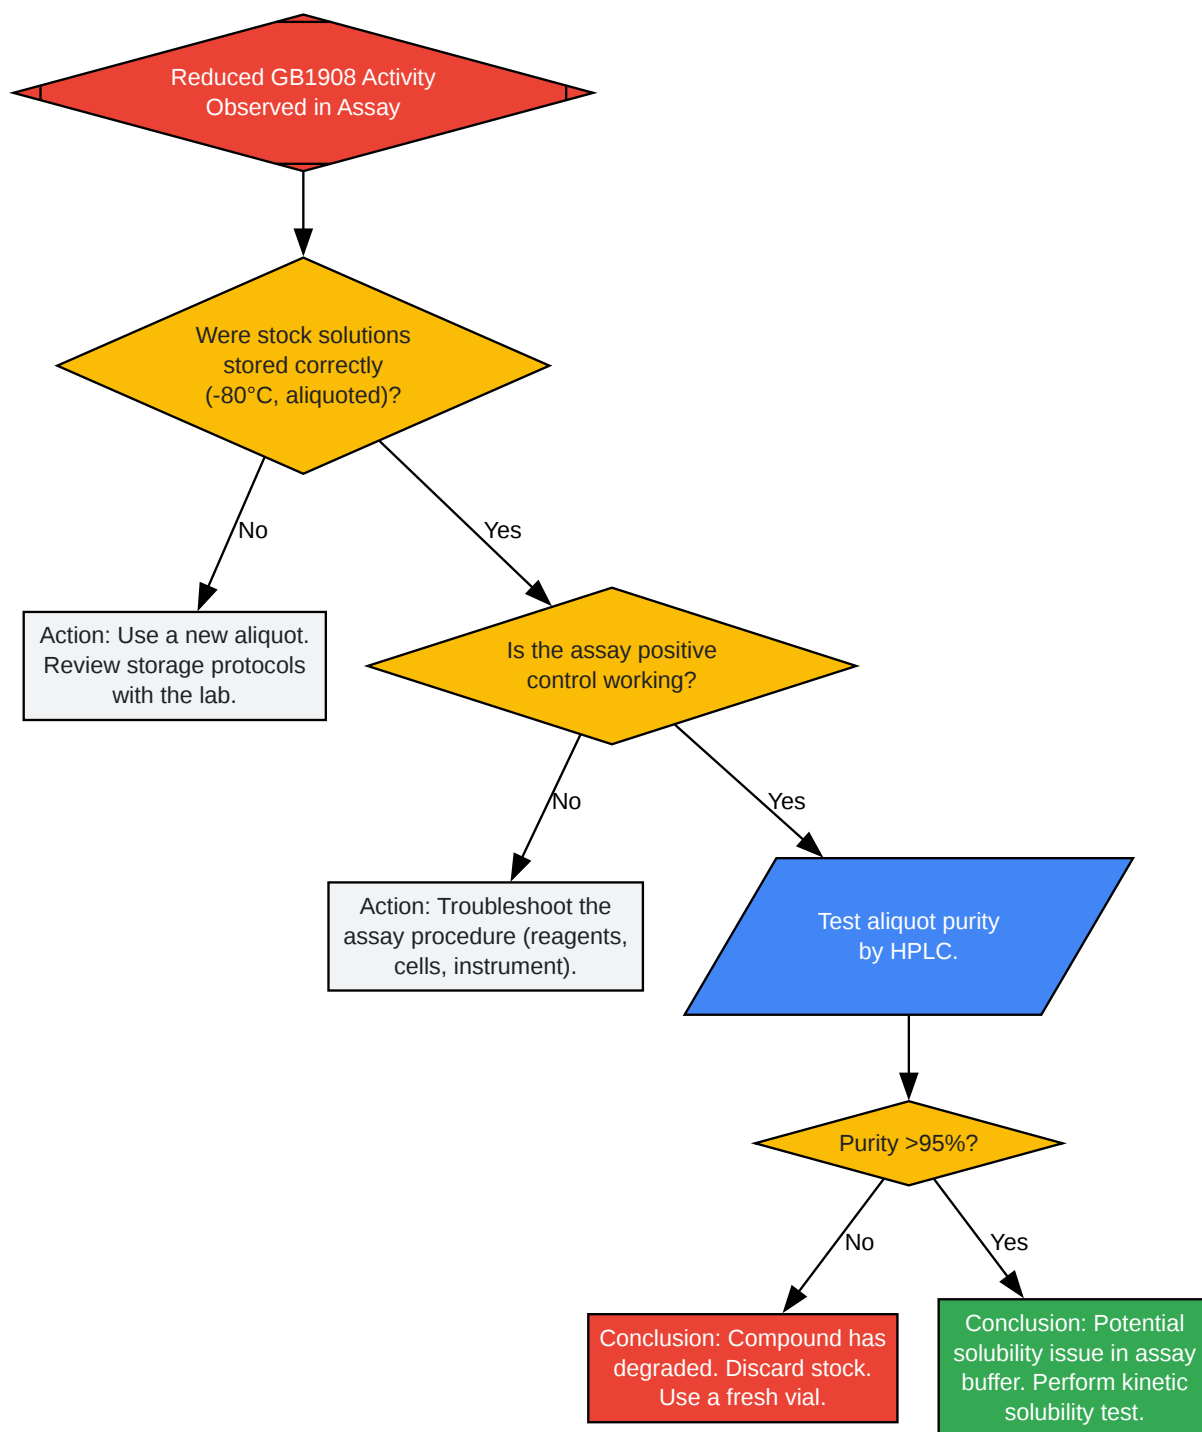 Reduced GB1908 Activity
Observed in Assay
Were stock solutions
stored correctly
(-80°C, aliquoted)?
No
Yes
Action: Use a new aliquot.
Review storage protocols
with the lab.
Is the assay positive
control working?
No
Yes
Action: Troubleshoot the
assay procedure (reagents,
cells, instrument).
Test aliquot purity
by HPLC.
Purity >95%?
No
Yes
Conclusion: Compound has
degraded. Discard stock.
Use a fresh vial.
Conclusion: Potential
solubility issue in assay
buffer. Perform kinetic
solubility test.